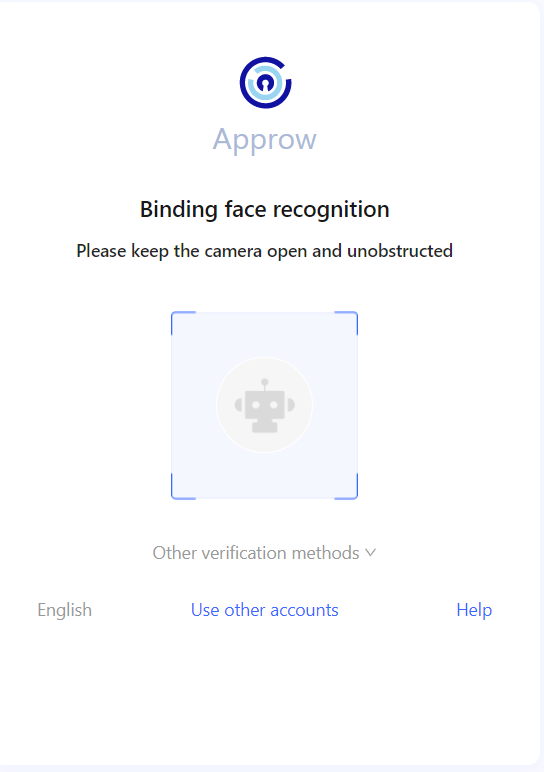 Approw
Binding face recognition
Please keep the camera open and unobstructed
Other verification methods
English
Use other accounts
Help